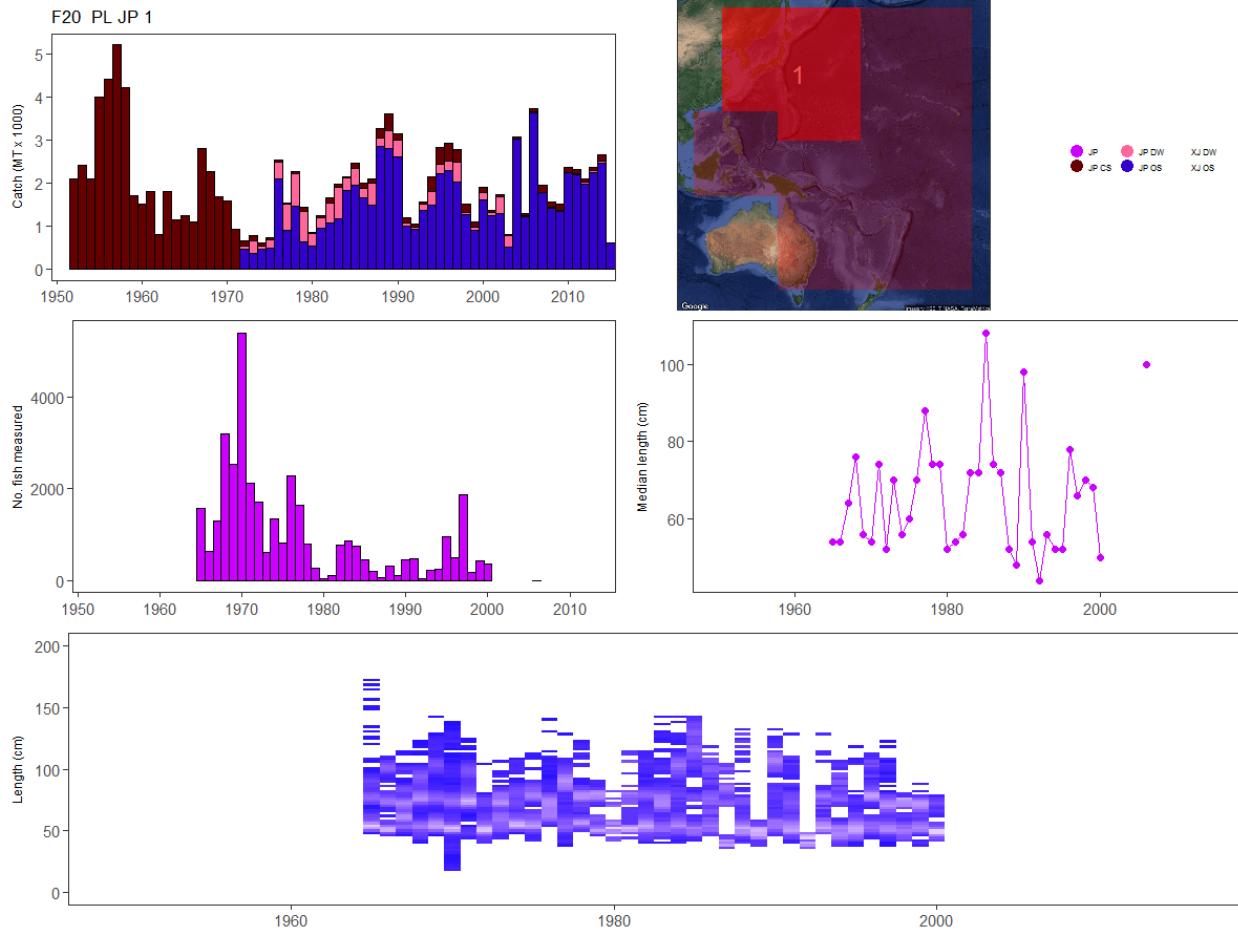 F20 PL JP 1
Catch (MT x 1000)
5
4
3
2
1
0
1950 1960 1970 1980 1990 2000 2010
1
Google
JP JP DW XJ DW
JP CS JP OS XJ OS
No. fish measured
4000
2000
0
1950 1960 1970 1980 1990 2000 2010
Median length (cm)
100
80
60
1960 1980 2000
Length (cm)
200
150
100
50
0
1960 1980 2000